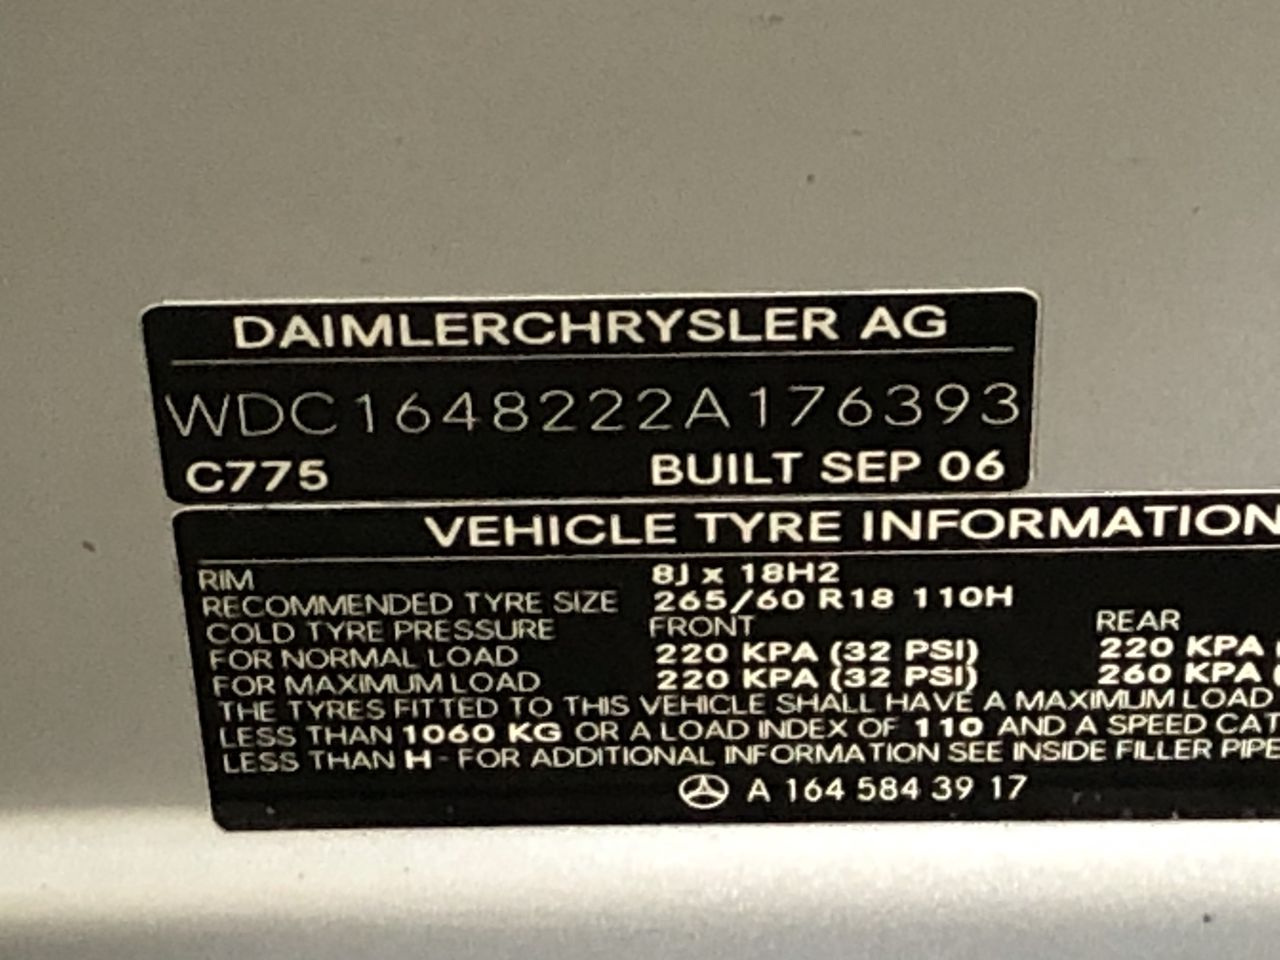 DAIMLERCHRYSLER AG
WDC1648222A176393
C775 BUILT SEP 06
VEHICLE TYRE INFORMATION
RIM 8J x 18H2
RECOMMENDED TYRE SIZE 265/60 R18 110H
COLD TYRE PRESSURE FRONT REAR
FOR NORMAL LOAD 220 KPA (32 PSI) 220 KPA
FOR MAXIMUM LOAD 220 KPA (32 PSI) 260 KPA (
THE TYRES FITTED TO THIS VEHICLE SHALL HAVE A MAXIMUM LOAD
LESS THAN 1060 KG OR A LOAD INDEX OF 110 AND A SPEED CAT
LESS THAN H - FOR ADDITIONAL INFORMATION SEE INSIDE FILLER PIPE
A 164 584 39 17